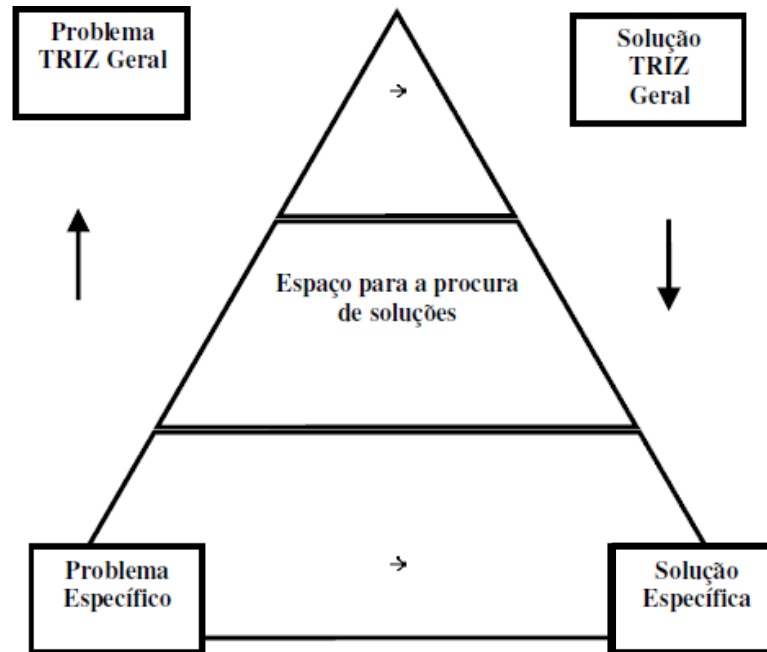 Problema
TRIZ Geral
Solução
TRIZ
Geral
Espaço para a procura
de soluções
Problema
Específico
Solução
Específica